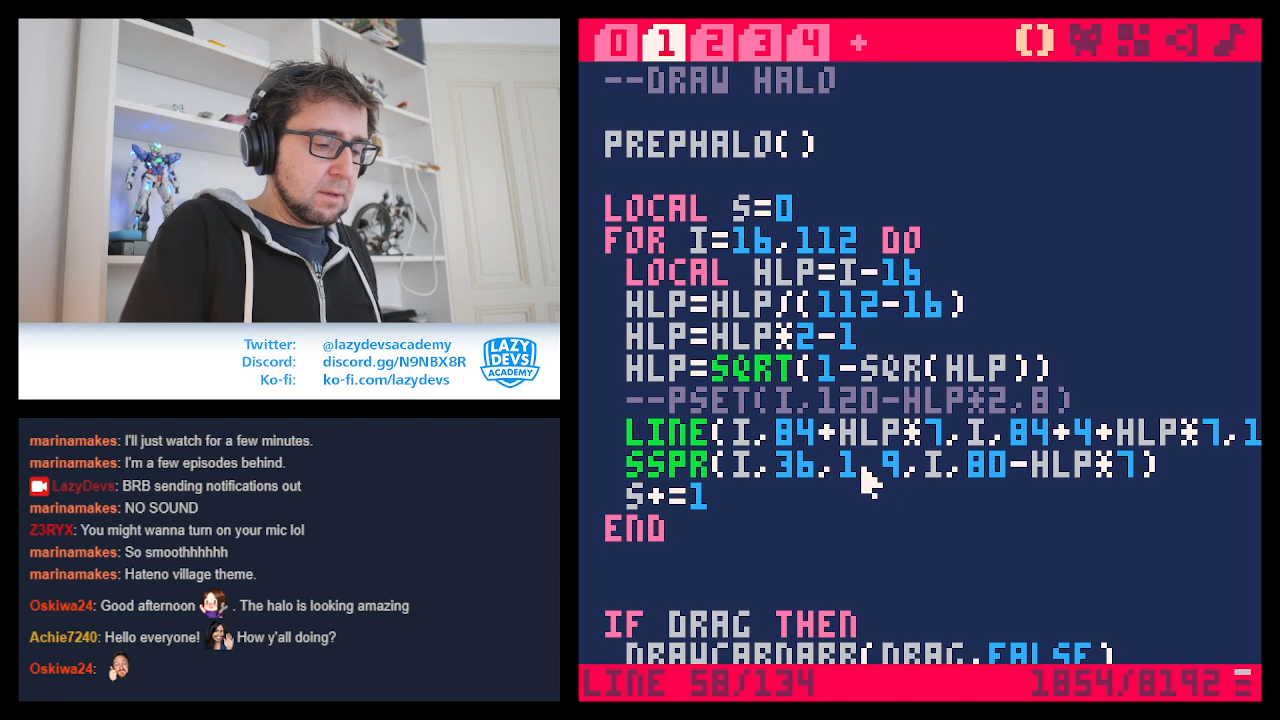 Twitter: @lazydevsacademy
Discord: discord.gg/N9NBX8R
Ko-fi: ko-fi.com/lazydevs
LAZY
DEVS
ACADEMY
marinamakes: I'll just watch for a few minutes.
marinamakes: I'm a few episodes behind.
LazyDevs: BRB sending notifications out
marinamakes: NO SOUND
Z3RYX: You might wanna turn on your mic lol
marinamakes: So smoothhhhhh
marinamakes: Hateno village theme.
Oskiwa24: Good afternoon . The halo is looking amazing
Achie7240: Hello everyone! How y'all doing?
Oskiwa24:
0 1 2 3 4 +
--DRAW HALO
PREPHALO()
LOCAL S=0
FOR I=16,112 DO
LOCAL HLP=I-16
HLP=HLP/(112-16)
HLP=HLP*2-1
HLP=SQRT(1-SQR(HLP))
--PSET(I,120-HLP*2,8)
LINE(I,84+HLP*7,I,84+4+HLP*7,1
SSPR(I,36,1,9,I,80-HLP*7)
S+=1
END
IF DRAG THEN
DRAWCARDARR(DRAG,FALSE)
LINE 58/134
1854/8192